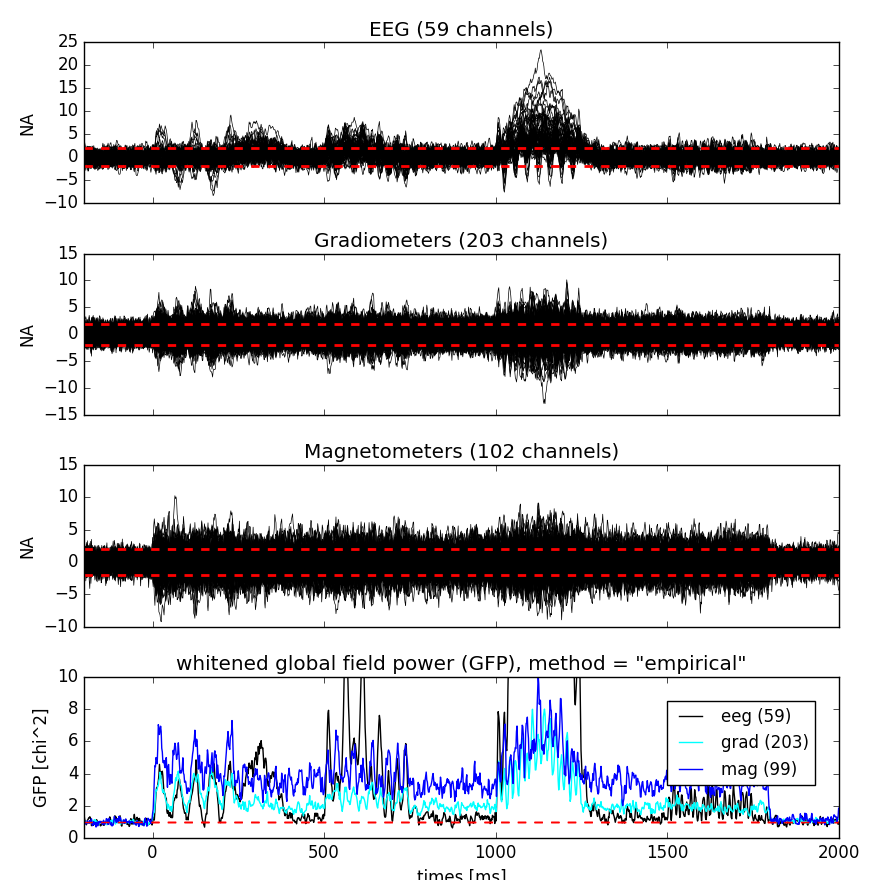 EEG (59 channels)
25
20
15
10
5
0
−5
−10
NA
Gradiometers (203 channels)
15
10
5
0
−5
−10
−15
NA
Magnetometers (102 channels)
15
10
5
0
−5
−10
NA
whitened global field power (GFP), method = "empirical"
10
8
6
4
2
0
GFP [chi^2]
eeg (59)
grad (203)
mag (99)
0 500 1000 1500 2000
times [ms]